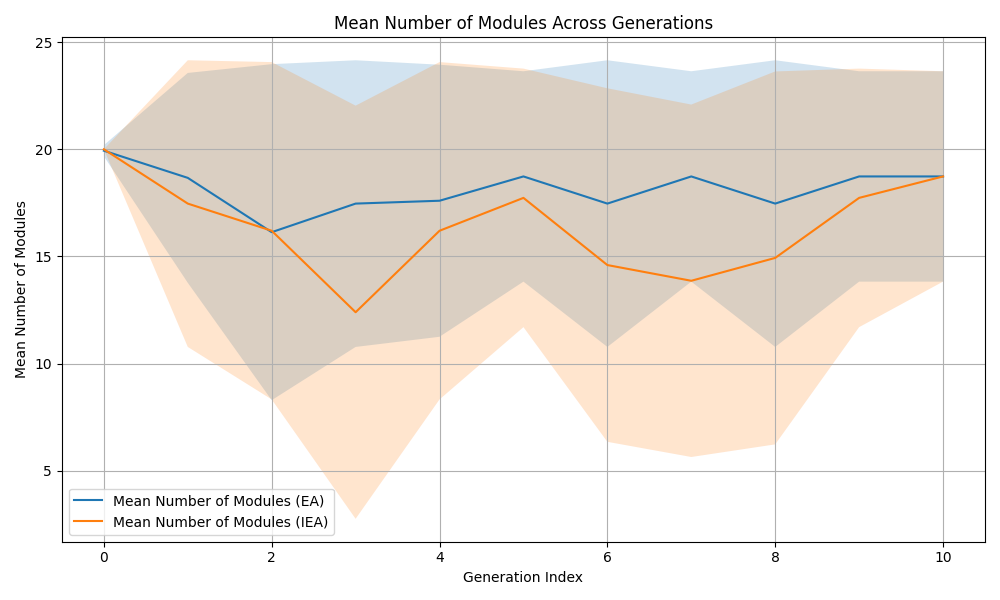 Mean Number of Modules Across Generations
25
20
15
10
5
Mean Number of Modules
Mean Number of Modules (EA)
Mean Number of Modules (IEA)
0 2 4 6 8 10
Generation Index